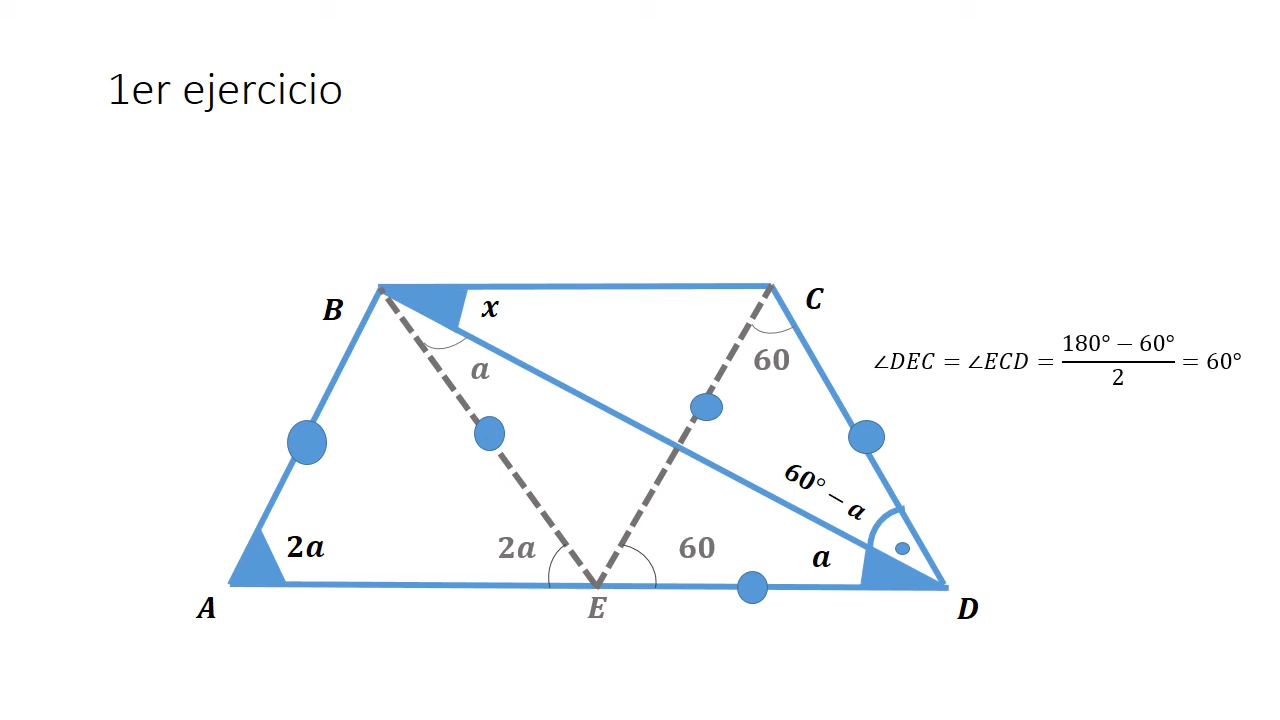 1er ejercicio
B
x
C
a
60
∠DEC = ∠ECD = (180° − 60°)/2 = 60°
60° − a
2a
2a
60
a
A
E
D